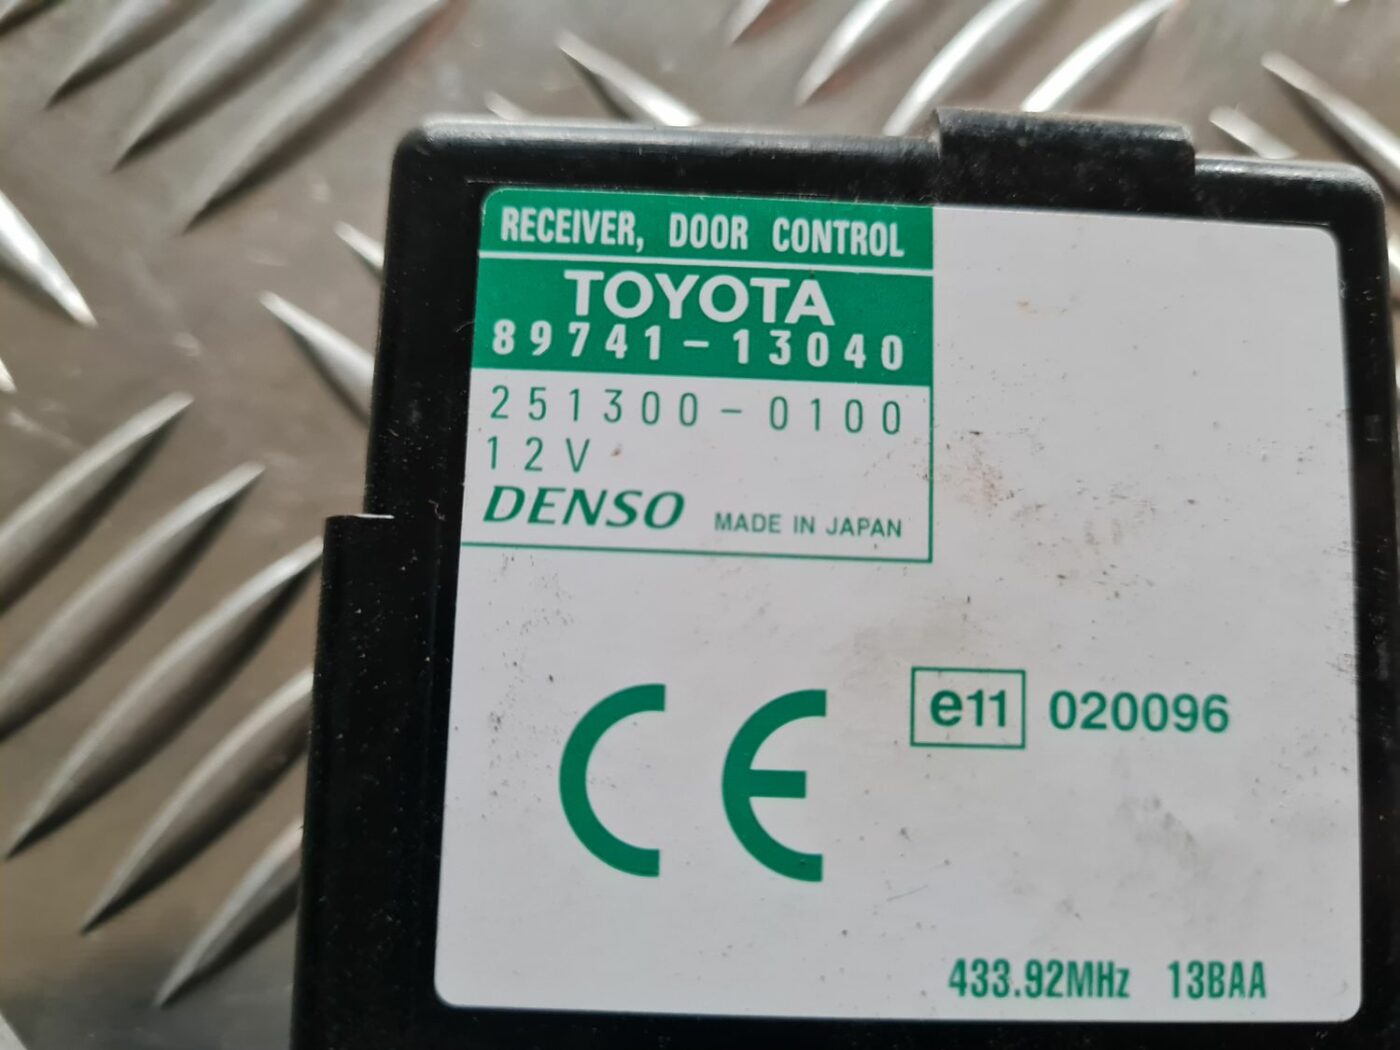 RECEIVER, DOOR CONTROL
TOYOTA
89741-13040
251300-0100
12V
DENSO MADE IN JAPAN
CE
e11 020096
433.92MHz 13BAA